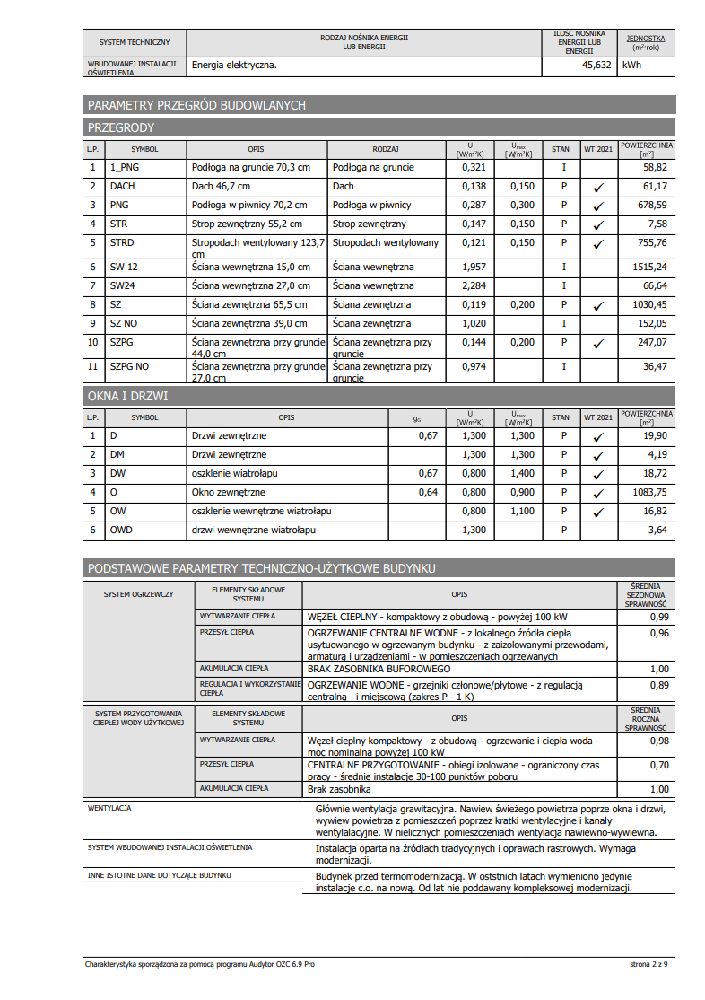 SYSTEM TECHNICZNY RODZAJ NOŚNIKA ENERGII LUB ENERGII ILOŚĆ NOŚNIKA ENERGII LUB ENERGII JEDNOSTKA (m²·rok)
WBUDOWANEJ INSTALACJI OŚWIETLENIA Energia elektryczna. 45,632 kWh
PARAMETRY PRZEGRÓD BUDOWLANYCH
PRZEGRODY
L.P. SYMBOL OPIS RODZAJ U [W/m²K] Umax [W/m²K] STAN WT 2021 POWIERZCHNIA [m²]
1 1_PNG Podłoga na gruncie 70,3 cm Podłoga na gruncie 0,321 I 58,82
2 DACH Dach 46,7 cm Dach 0,138 0,150 P ✓ 61,17
3 PNG Podłoga w piwnicy 70,2 cm Podłoga w piwnicy 0,287 0,300 P ✓ 678,59
4 STR Strop zewnętrzny 55,2 cm Strop zewnętrzny 0,147 0,150 P ✓ 7,58
5 STRD Stropodach wentylowany 123,7 cm Stropodach wentylowany 0,121 0,150 P ✓ 755,76
6 SW 12 Ściana wewnętrzna 15,0 cm Ściana wewnętrzna 1,957 I 1515,24
7 SW24 Ściana wewnętrzna 27,0 cm Ściana wewnętrzna 2,284 I 66,64
8 SZ Ściana zewnętrzna 65,5 cm Ściana zewnętrzna 0,119 0,200 P ✓ 1030,45
9 SZ NO Ściana zewnętrzna 39,0 cm Ściana zewnętrzna 1,020 I 152,05
10 SZPG Ściana zewnętrzna przy gruncie 44,0 cm Ściana zewnętrzna przy gruncie 0,144 0,200 P ✓ 247,07
11 SZPG NO Ściana zewnętrzna przy gruncie 27,0 cm Ściana zewnętrzna przy gruncie 0,974 I 36,47
OKNA I DRZWI
L.P. SYMBOL OPIS gG U [W/m²K] Umax [W/m²K] STAN WT 2021 POWIERZCHNIA [m²]
1 D Drzwi zewnętrzne 0,67 1,300 1,300 P ✓ 19,90
2 DM Drzwi zewnętrzne 1,300 1,300 P ✓ 4,19
3 DW oszklenie wiatrołapu 0,67 0,800 1,400 P ✓ 18,72
4 O Okno zewnętrzne 0,64 0,800 0,900 P ✓ 1083,75
5 OW oszklenie wewnętrzne wiatrołapu 0,800 1,100 P ✓ 16,82
6 OWD drzwi wewnętrzne wiatrołapu 1,300 P 3,64
PODSTAWOWE PARAMETRY TECHNICZNO-UŻYTKOWE BUDYNKU
SYSTEM OGRZEWCZY ELEMENTY SKŁADOWE SYSTEMU OPIS ŚREDNIA SEZONOWA SPRAWNOŚĆ
WYTWARZANIE CIEPŁA WĘZEŁ CIEPLNY - kompaktowy z obudową - powyżej 100 kW 0,99
PRZESYŁ CIEPŁA OGRZEWANIE CENTRALNE WODNE - z lokalnego źródła ciepła 0,96
usytuowanego w ogrzewanym budynku - z zaizolowanymi przewodami,
armaturą i urządzeniami - w pomieszczeniach ogrzewanych
AKUMULACJA CIEPŁA BRAK ZASOBNIKA BUFOROWEGO 1,00
REGULACJA I WYKORZYSTANIE CIEPŁA OGRZEWANIE WODNE - grzejniki członowe/płytowe - z regulacją 0,89
centralną - i miejscową (zakres P - 1 K)
SYSTEM PRZYGOTOWANIA CIEPŁEJ WODY UŻYTKOWEJ ELEMENTY SKŁADOWE SYSTEMU OPIS ŚREDNIA ROCZNA SPRAWNOŚĆ
WYTWARZANIE CIEPŁA Węzeł cieplny kompaktowy - z obudową - ogrzewanie i ciepła woda - 0,98
moc nominalna powyżej 100 kW
PRZESYŁ CIEPŁA CENTRALNE PRZYGOTOWANIE - obiegi izolowane - ograniczony czas 0,70
pracy - średnie instalacje 30-100 punktów poboru
AKUMULACJA CIEPŁA Brak zasobnika 1,00
WENTYLACJA Głównie wentylacja grawitacyjna. Nawiew świeżego powietrza poprze okna i drzwi,
wywiew powietrza z pomieszczeń poprzez kratki wentylacyjne i kanały
wentylalacyjne. W nielicznych pomieszczeniach wentylacja nawiewno-wywiewna.
SYSTEM WBUDOWANEJ INSTALACJI OŚWIETLENIA Instalacja oparta na źródłach tradycyjnych i oprawach rastrowych. Wymaga
modernizacji.
INNE ISTOTNE DANE DOTYCZĄCE BUDYNKU Budynek przed termomodernizacją. W oststnich latach wymieniono jedynie
instalacje c.o. na nową. Od lat nie poddawany kompleksowej modernizacji.
Charakterystyka sporządzona za pomocą programu Audytor OZC 6.9 Pro strona 2 z 9